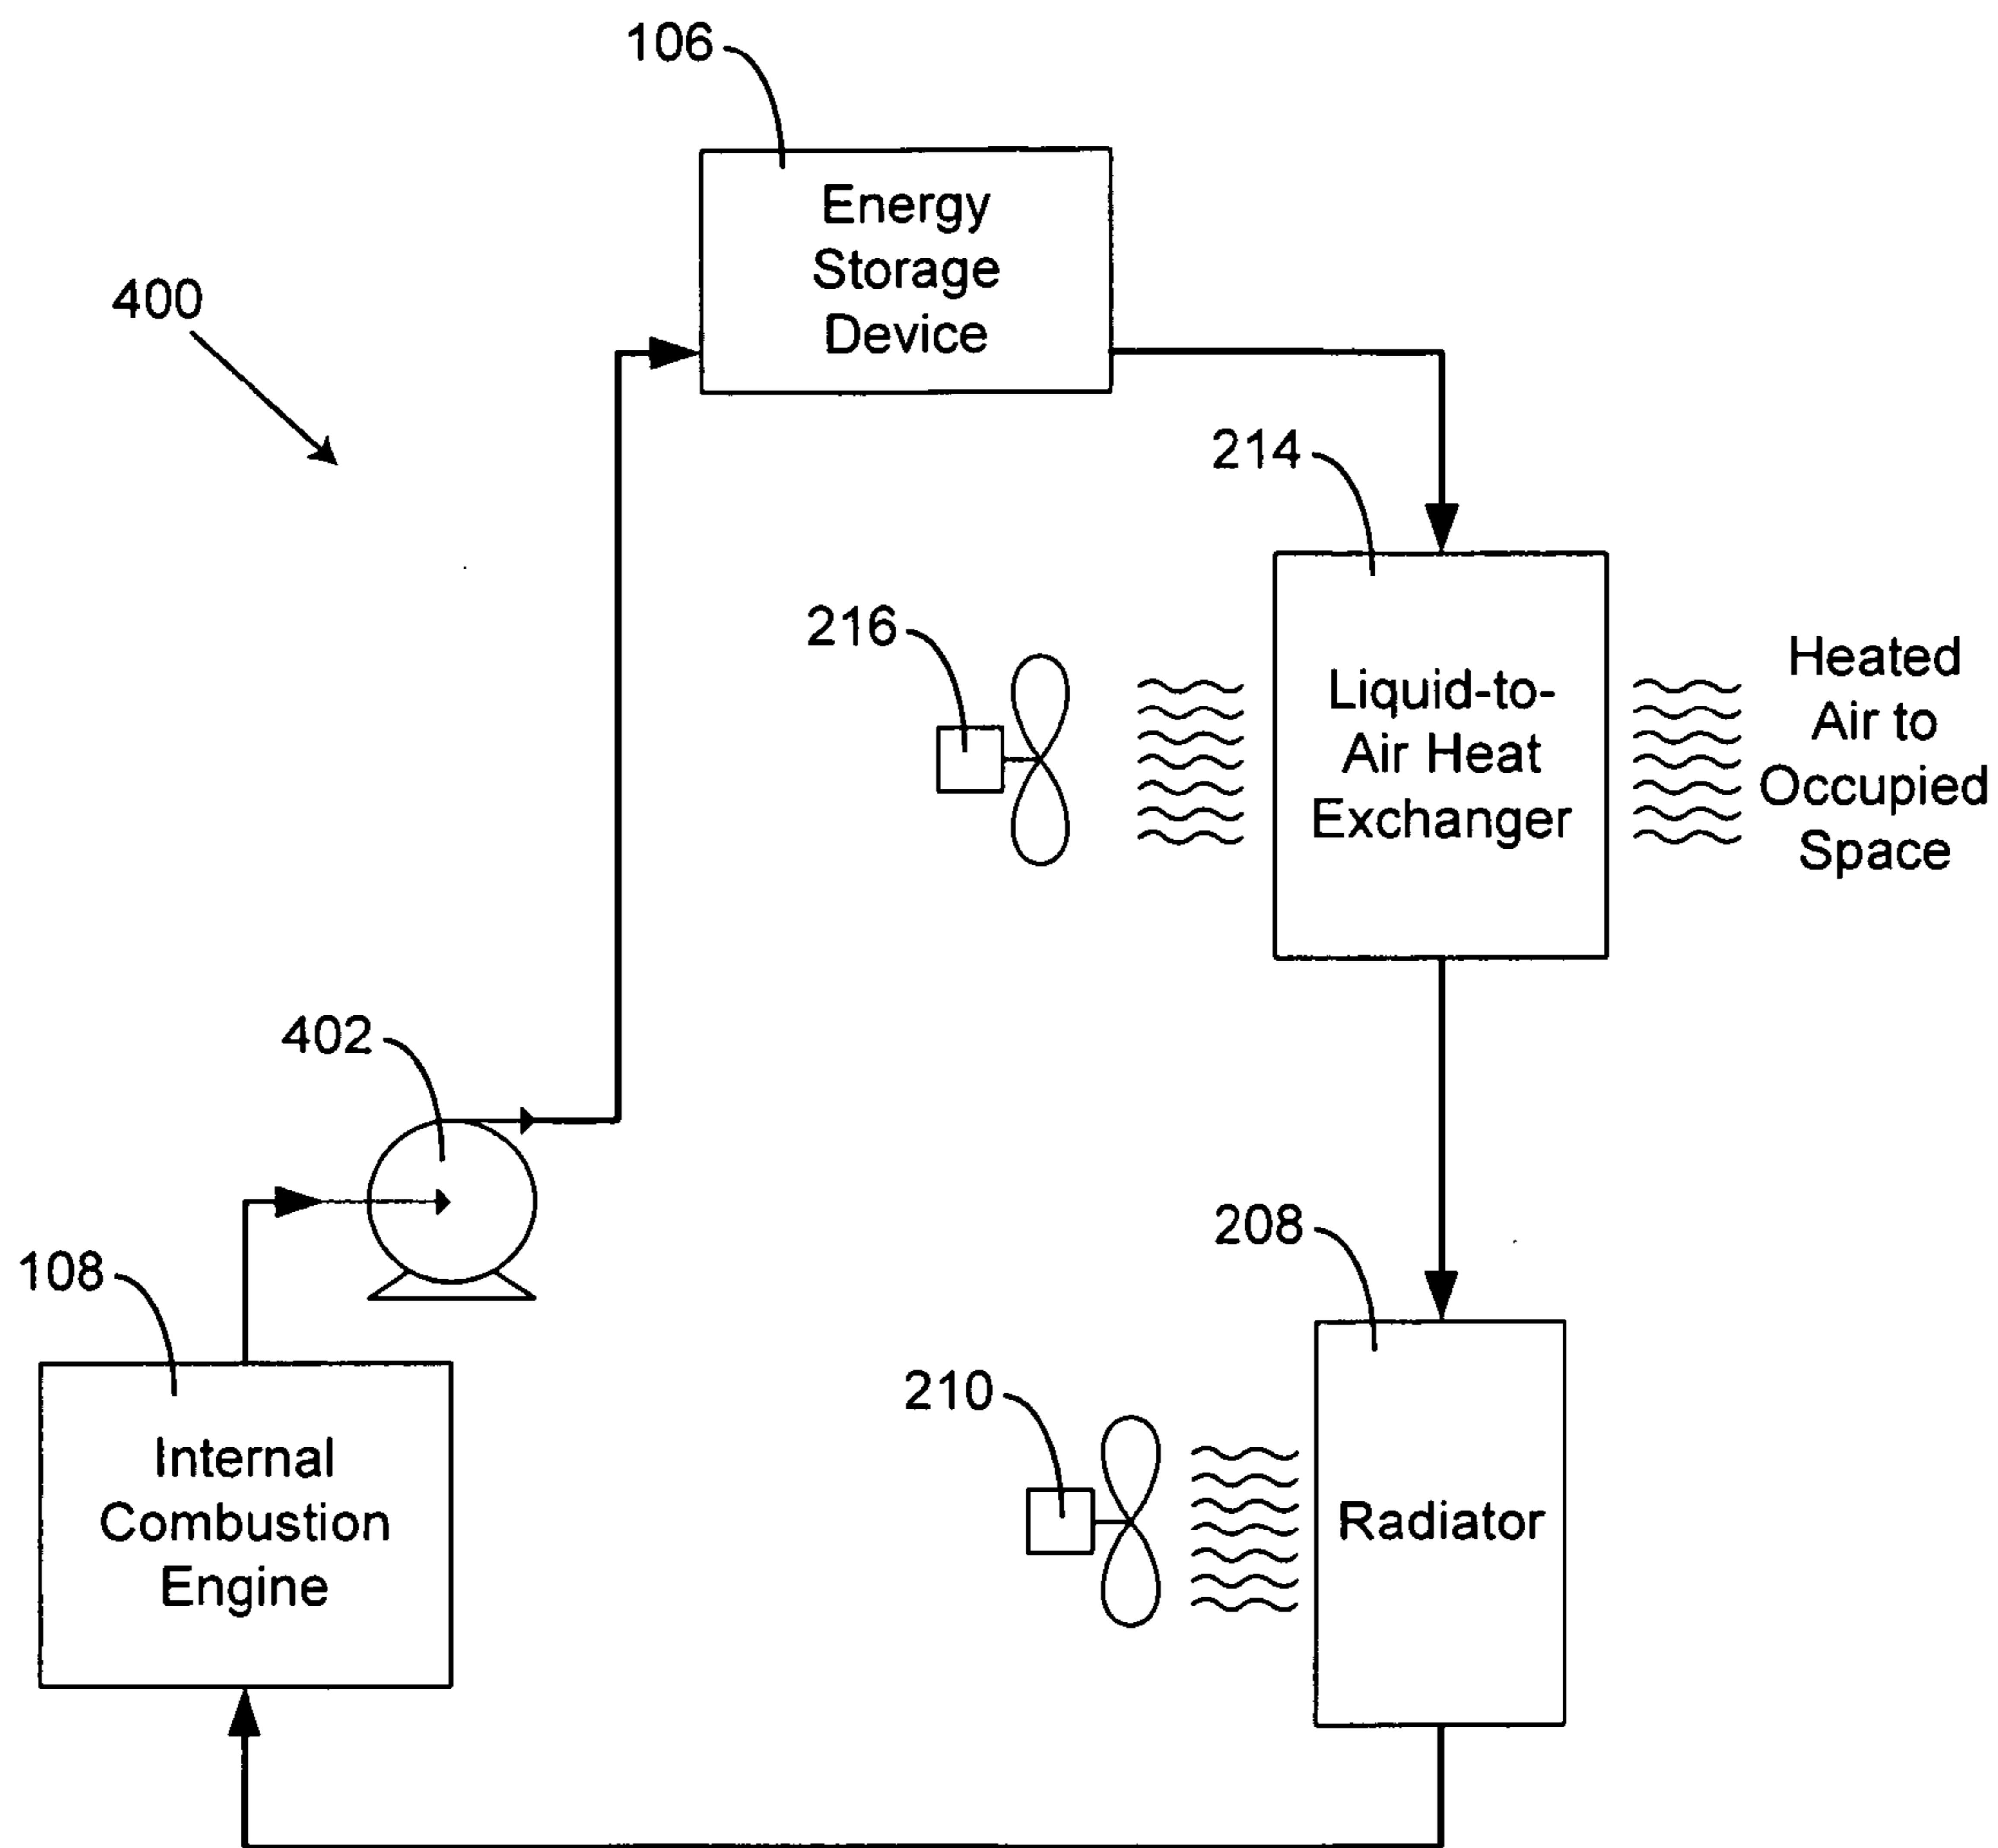 106
Energy
Storage
Device
400
214
216
Liquid-to-
Air Heat
Exchanger
Heated
Air to
Occupied
Space
402
208
108
210
Internal
Combustion
Engine
Radiator